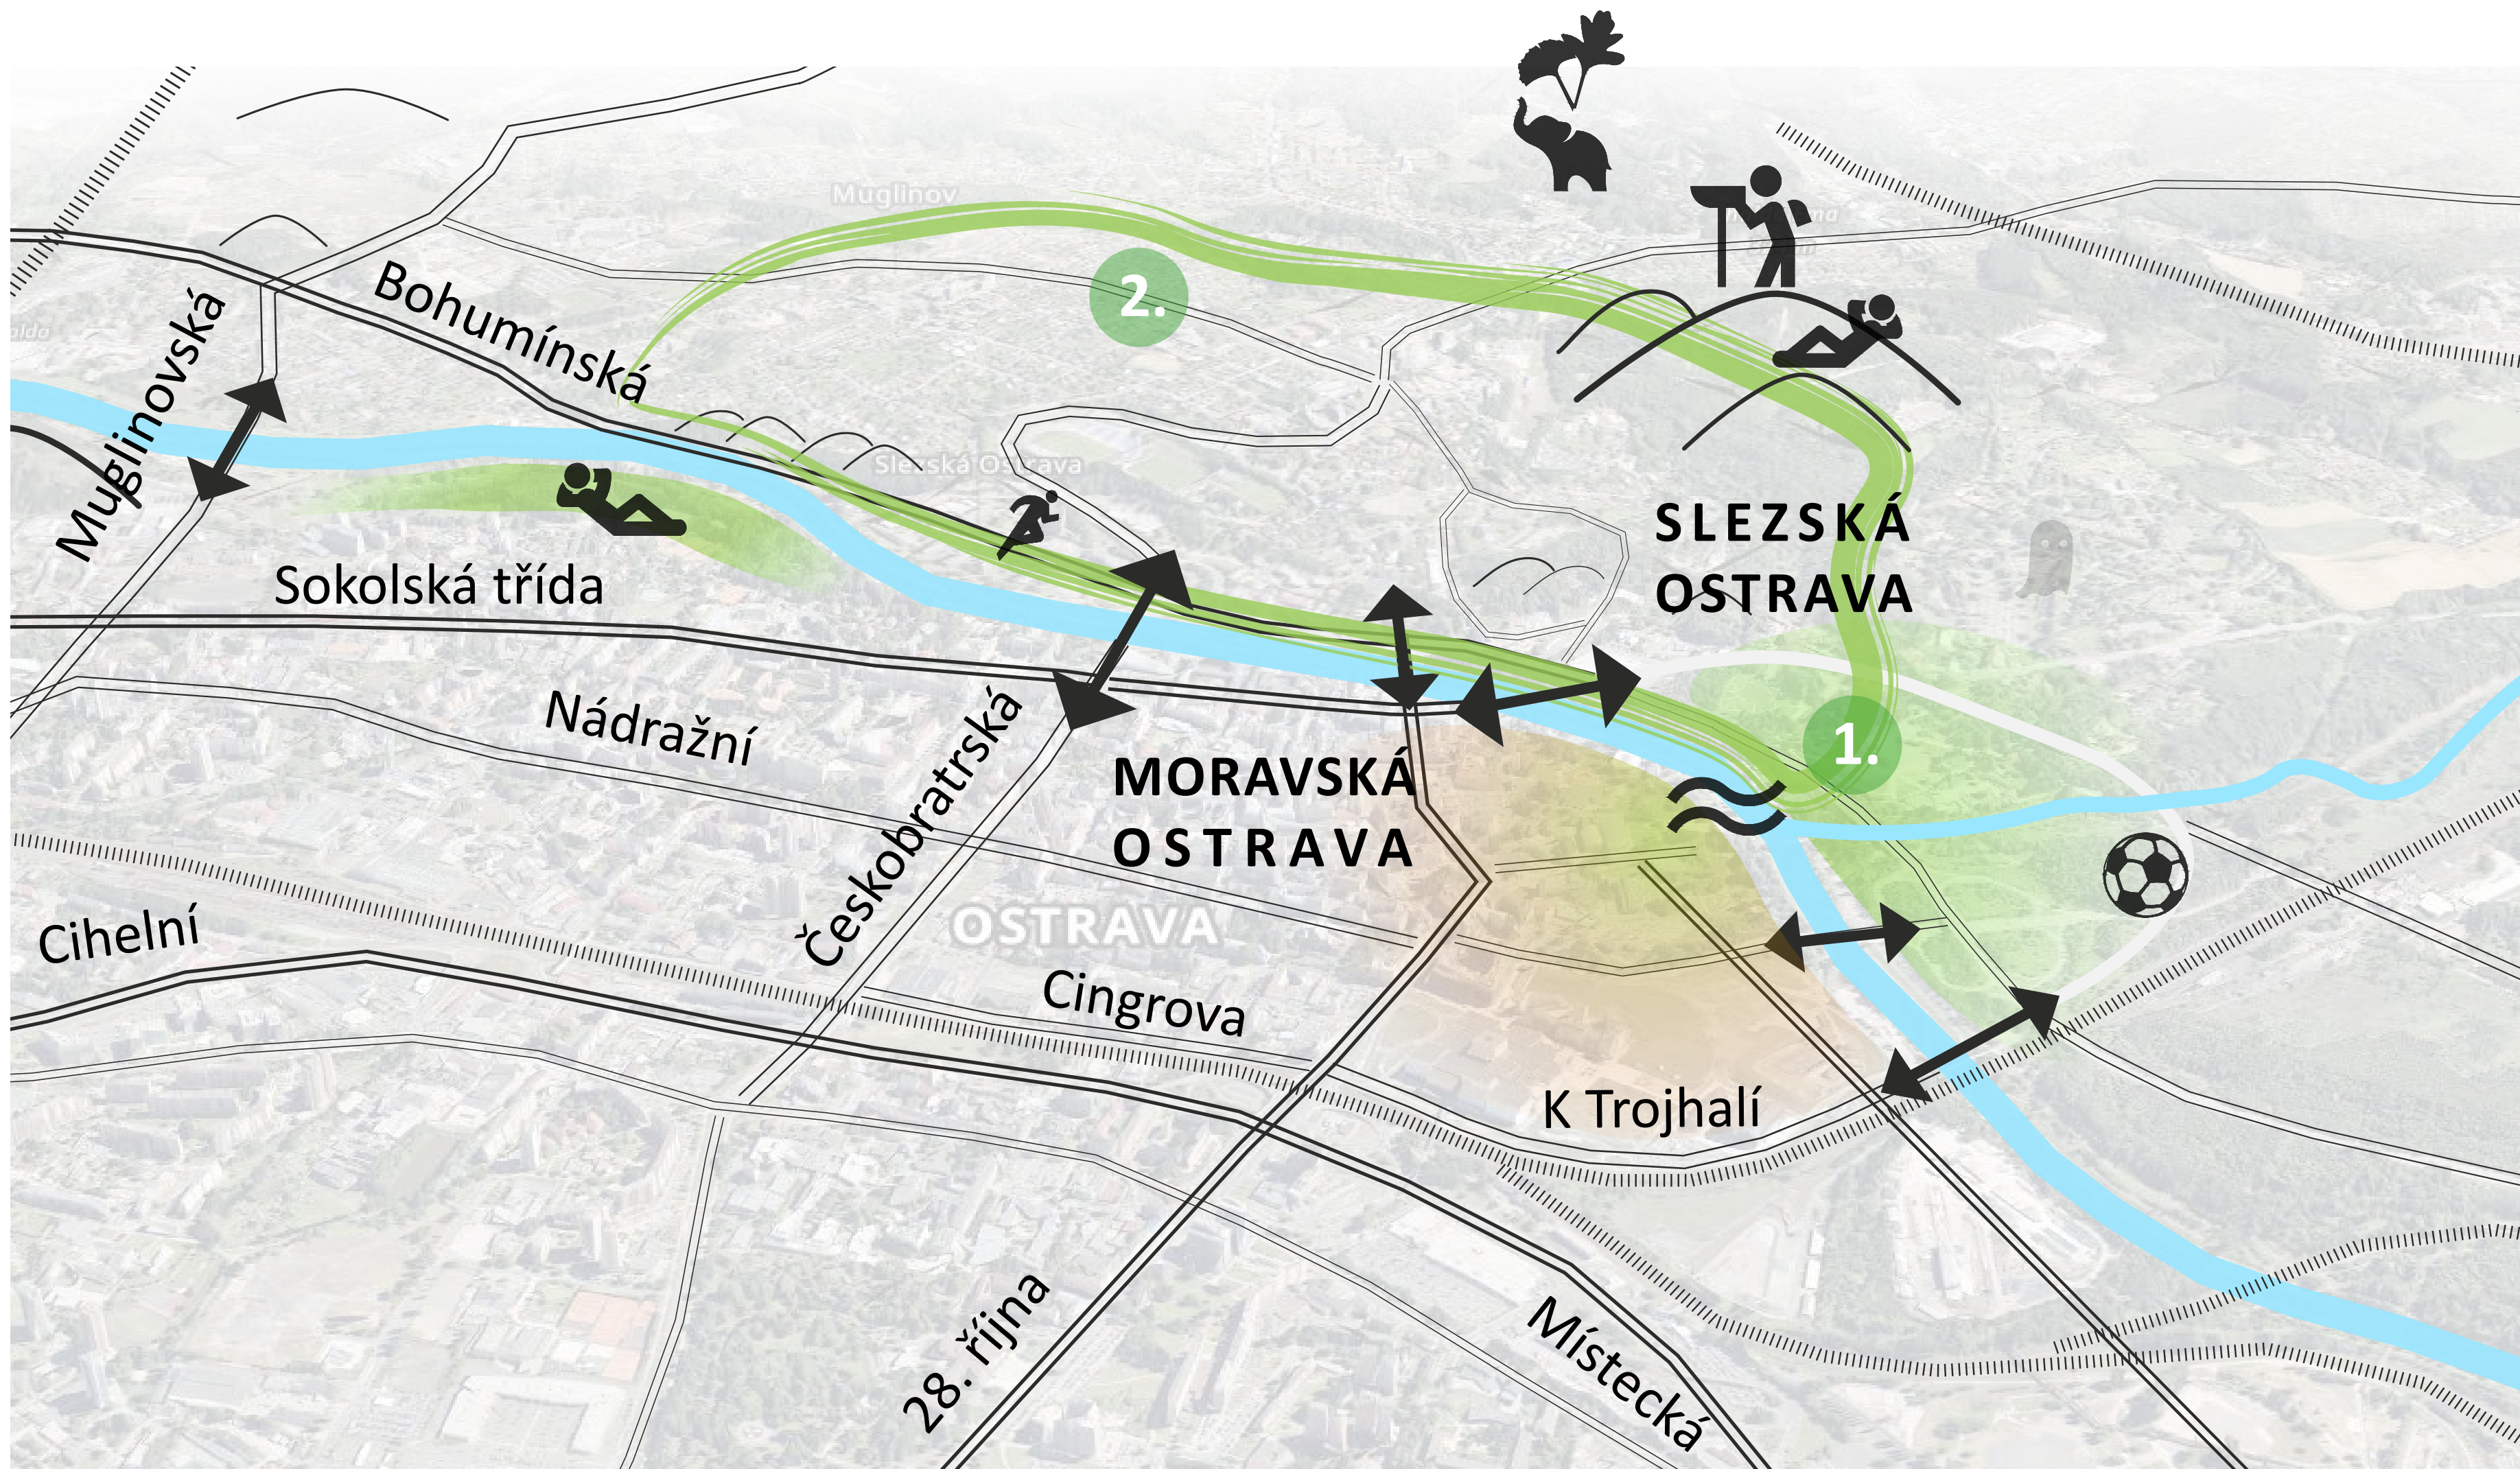 Muglinov
2.
Bohumínská
Muglinovská
Slezská Ostrava
SLEZSKÁ
OSTRAVA
Sokolská třída
Nádražní
1.
MORAVSKÁ
OSTRAVA
Českobratrská
OSTRAVA
Cihelní
Cingrova
K Trojhalí
28. října
Místecká